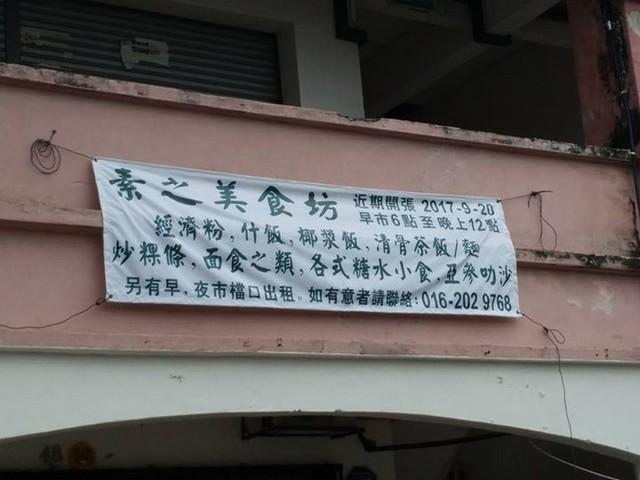 素之美食坊 近期開張 2017-9-20
早市6點至晚上12點
經濟粉, 什飯, 椰漿飯, 清骨茶飯/麵
炒粿條, 面食之類, 各式糖水小食, 亞參叻沙
另有早, 夜市檔口出租。如有意者請聯絡: 016-202 9768